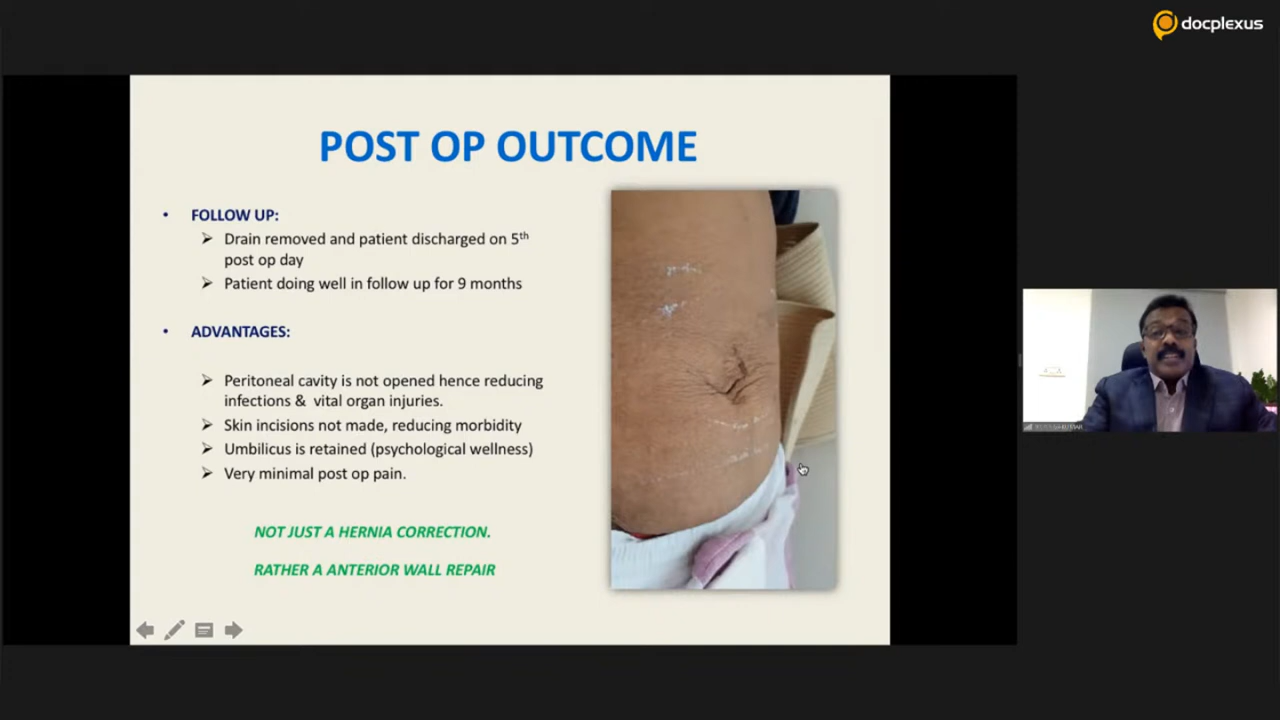 docplexus
POST OP OUTCOME
• FOLLOW UP:
➢ Drain removed and patient discharged on 5th
post op day
➢ Patient doing well in follow up for 9 months
• ADVANTAGES:
➢ Peritoneal cavity is not opened hence reducing
infections & vital organ injuries.
➢ Skin incisions not made, reducing morbidity
➢ Umbilicus is retained (psychological wellness)
➢ Very minimal post op pain.
NOT JUST A HERNIA CORRECTION.
RATHER A ANTERIOR WALL REPAIR